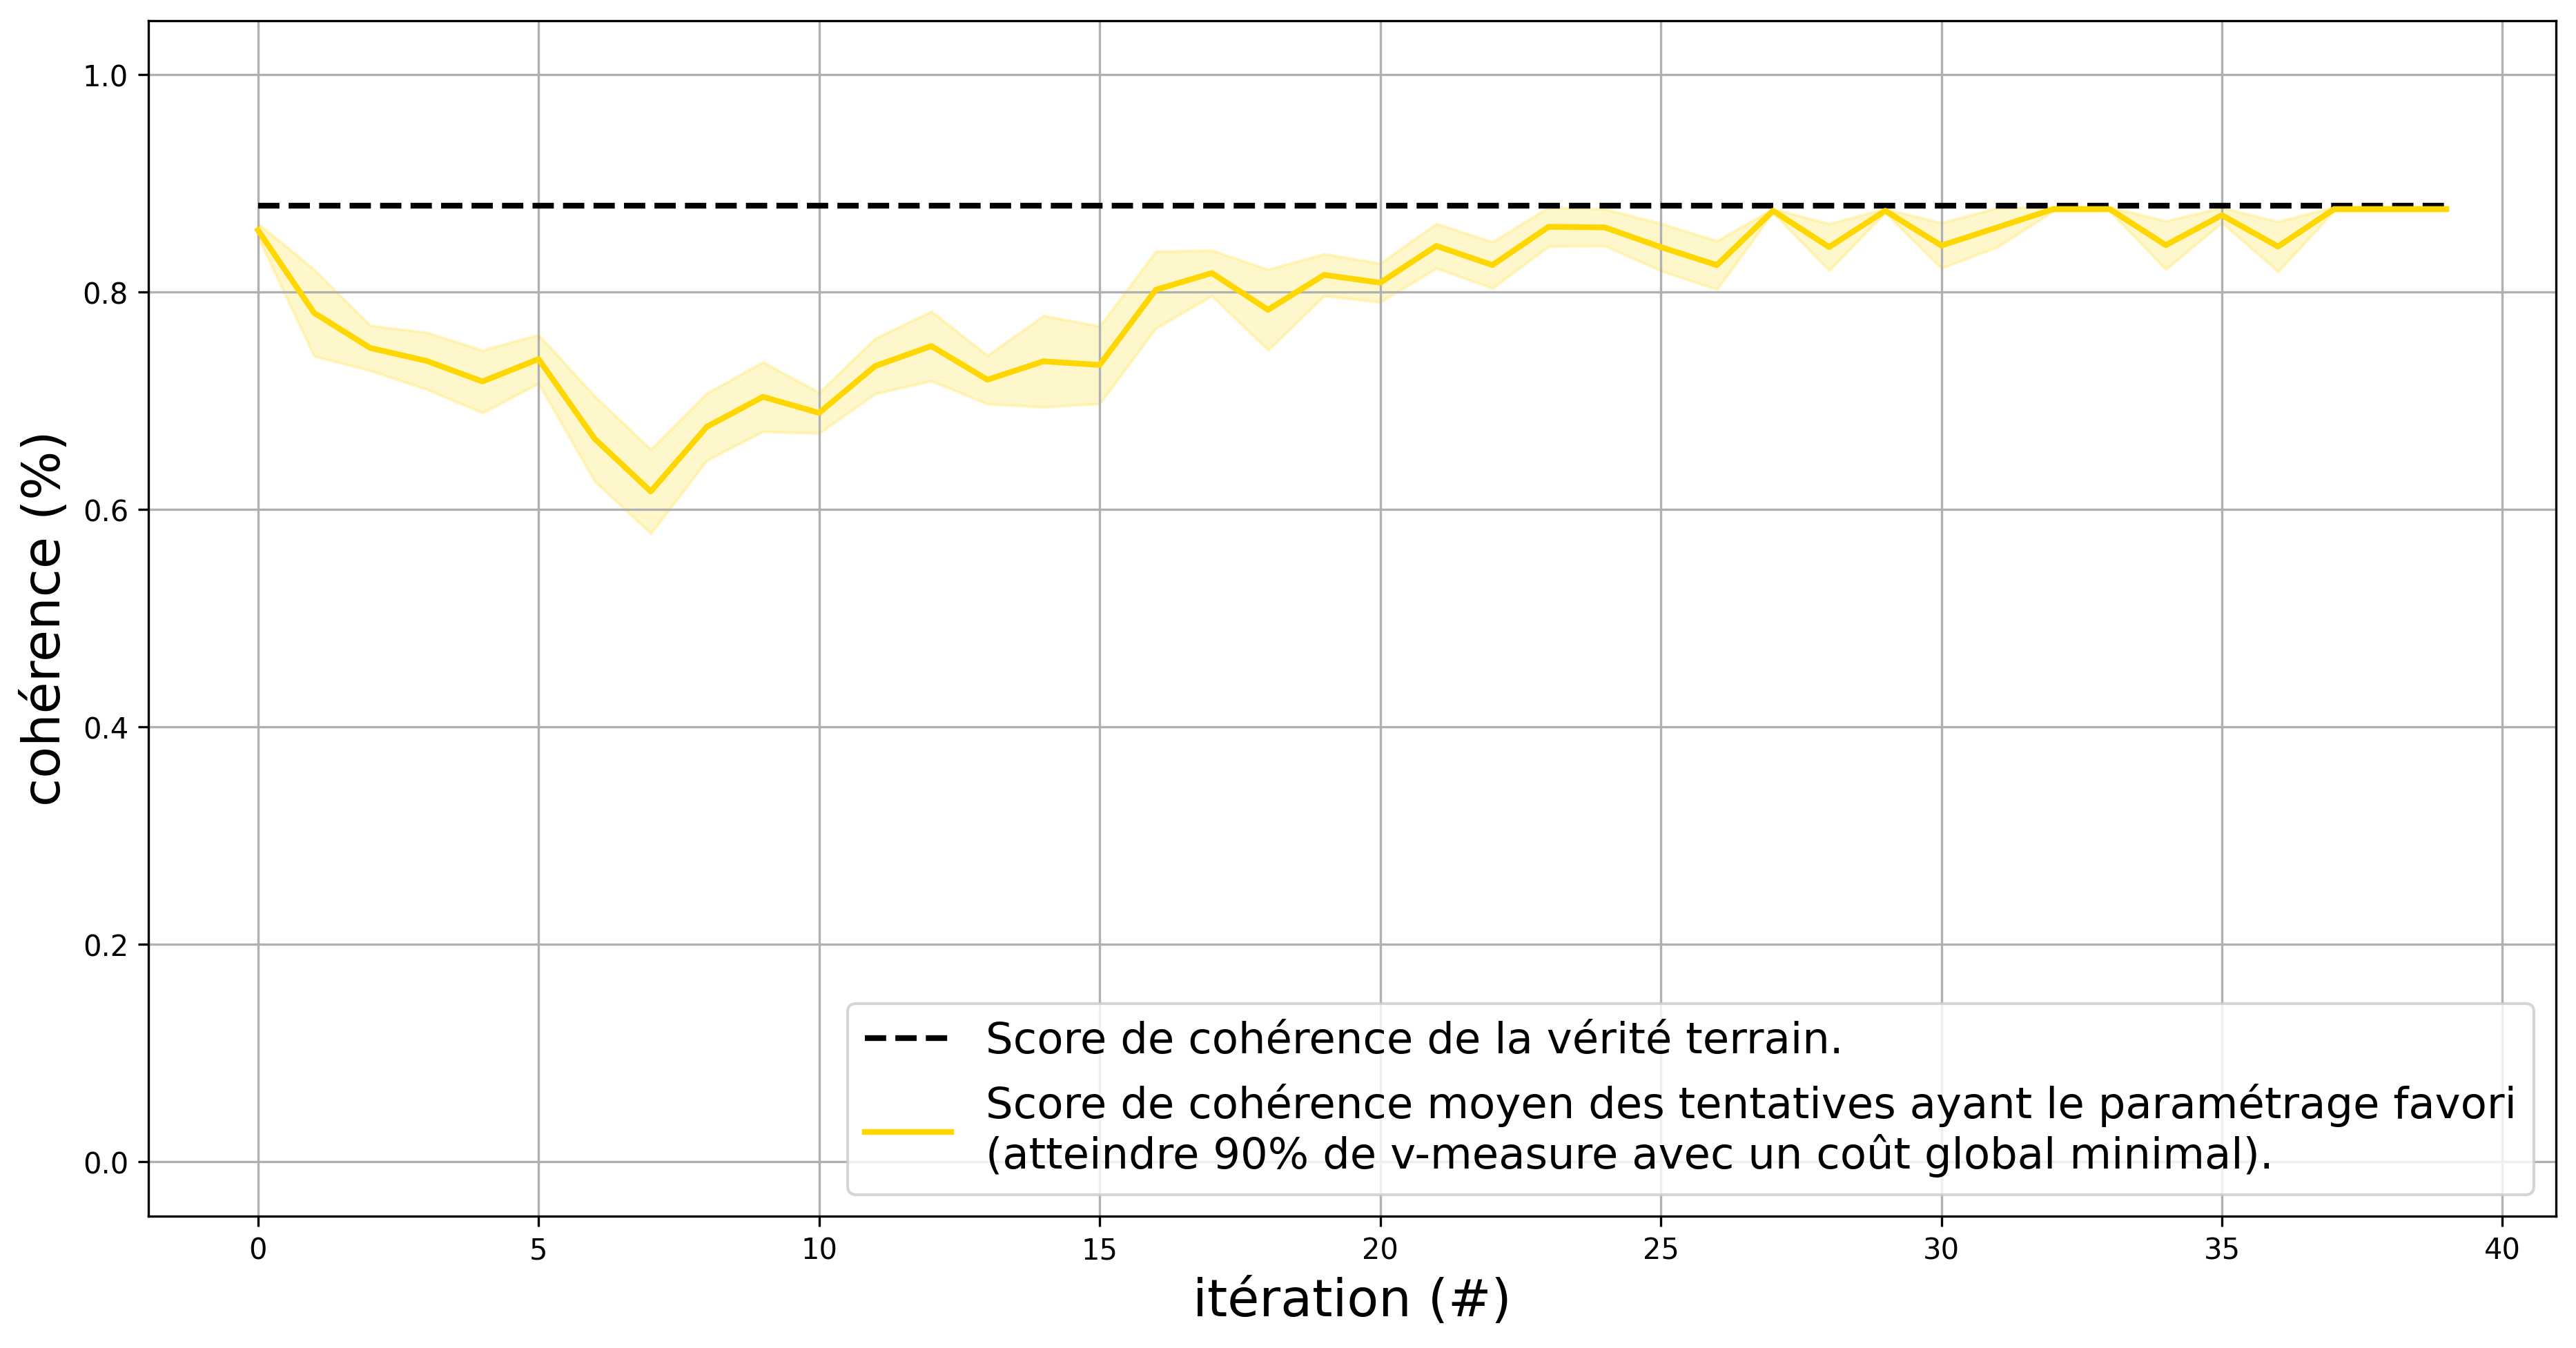 1.0
0.8
0.6
0.4
0.2
0.0
cohérence (%)
Score de cohérence de la vérité terrain.
Score de cohérence moyen des tentatives ayant le paramétrage favori
(atteindre 90% de v-measure avec un coût global minimal).
0 5 10 15 20 25 30 35 40
itération (#)